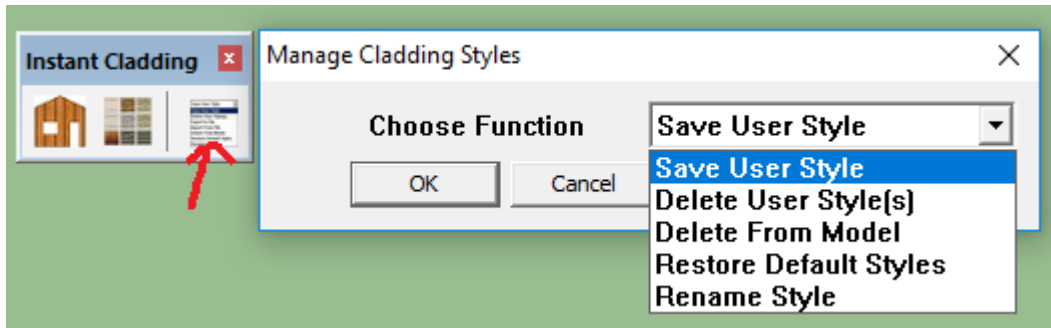 Instant Cladding
Manage Cladding Styles
Choose Function
Save User Style
OK
Cancel
Save User Style
Delete User Style(s)
Delete From Model
Restore Default Styles
Rename Style